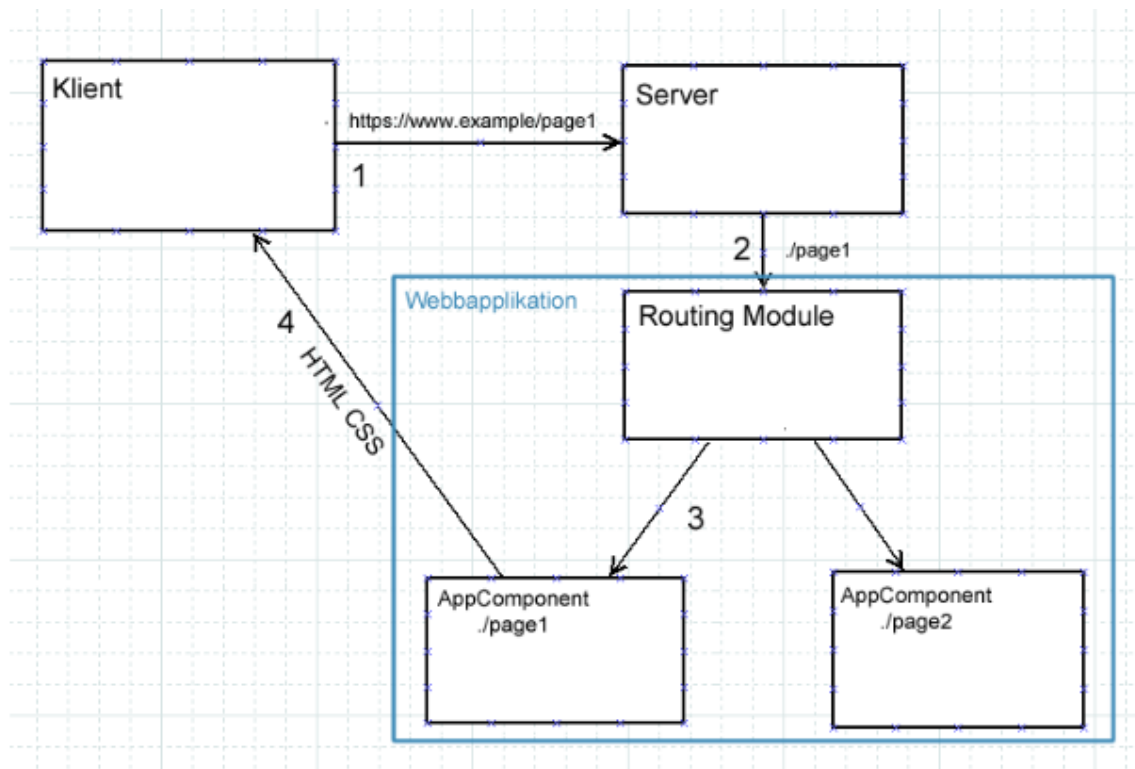 Klient
https://www.example/page1
1
Server
2
./page1
Webbapplikation
Routing Module
4
HTML CSS
3
AppComponent
./page1
AppComponent
./page2